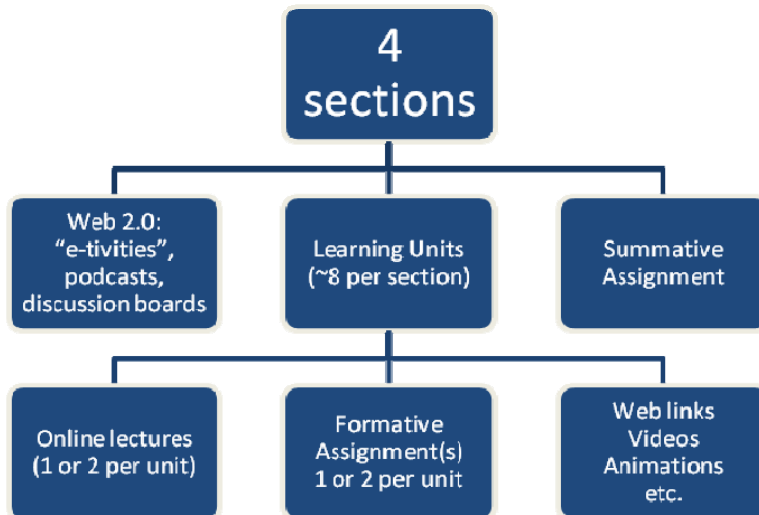 4
sections
Web 2.0:
“e-tivities”,
podcasts,
discussion boards
Learning Units
(~8 per section)
Summative
Assignment
Online lectures
(1 or 2 per unit)
Formative
Assignment(s)
1 or 2 per unit
Web links
Videos
Animations
etc.